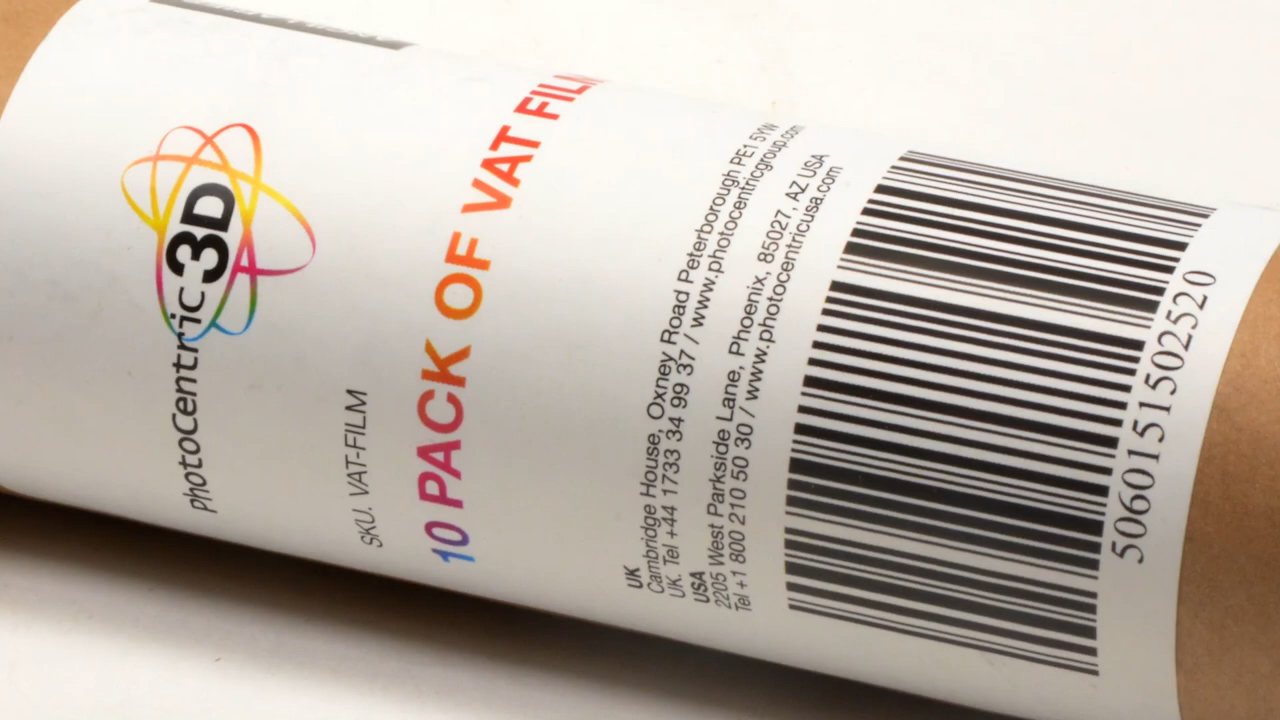 photocentric3D
SKU. VAT-FILM
10 PACK OF VAT FILM
UK
Cambridge House, Oxney Road Peterborough PE1 5YW
UK. Tel +44 1733 34 99 37 / www.photocentricgroup.com
USA
2205 West Parkside Lane, Phoenix, 85027, AZ USA
Tel +1 800 210 50 30 / www.photocentricusa.com
5060151502520